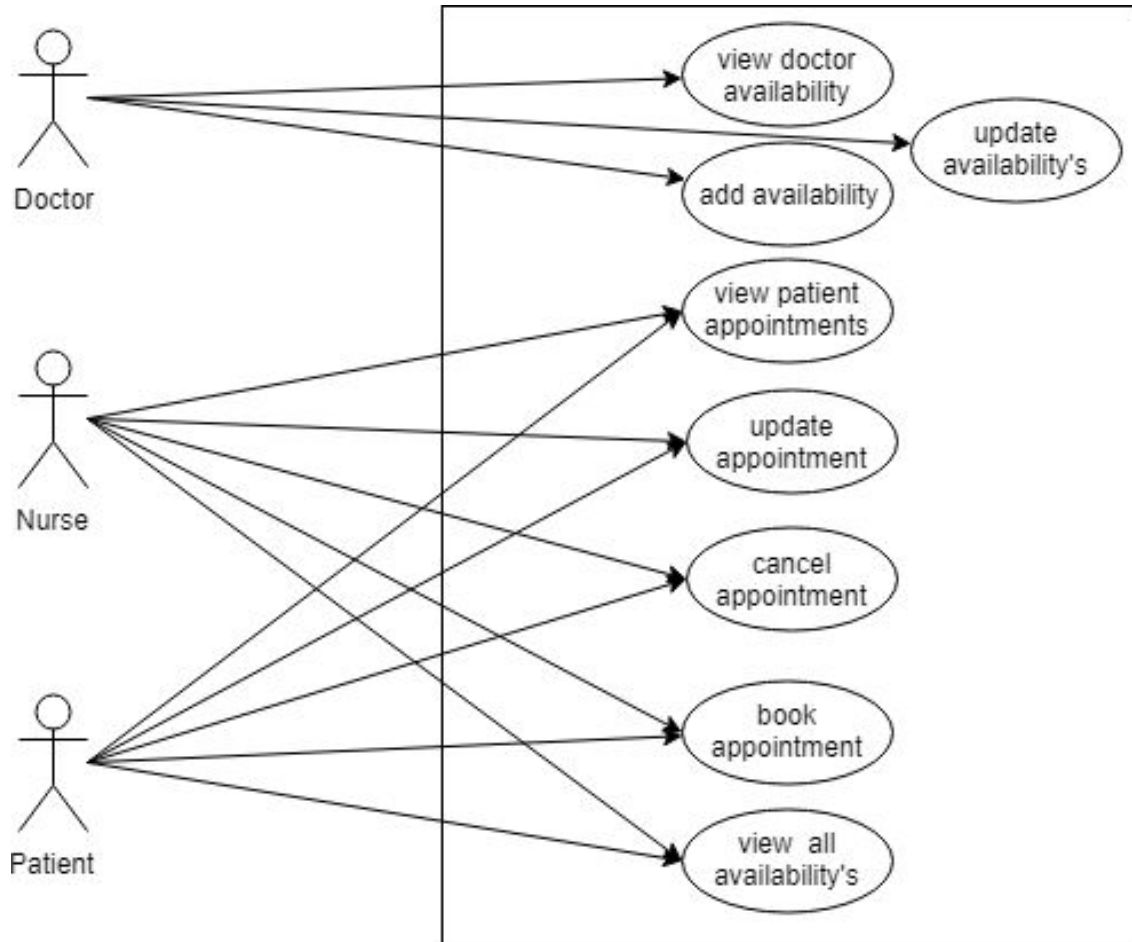 view doctor
availability
update
availability's
Doctor
add availability
view patient
appointments
update
appointment
Nurse
cancel
appointment
book
appointment
Patient
view  all
availability's